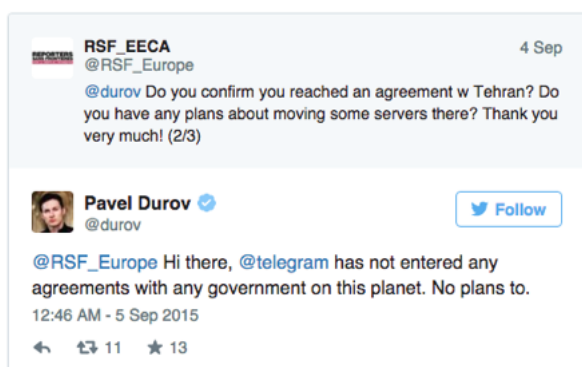 RSF_EECA
4 Sep
REPORTERS
@RSF_Europe
@durov Do you confirm you reached an agreement w Tehran? Do
you have any plans about moving some servers there? Thank you
very much! (2/3)
Pavel Durov
@durov
Follow
@RSF_Europe Hi there, @telegram has not entered any
agreements with any government on this planet. No plans to.
12:46 AM - 5 Sep 2015
11
13